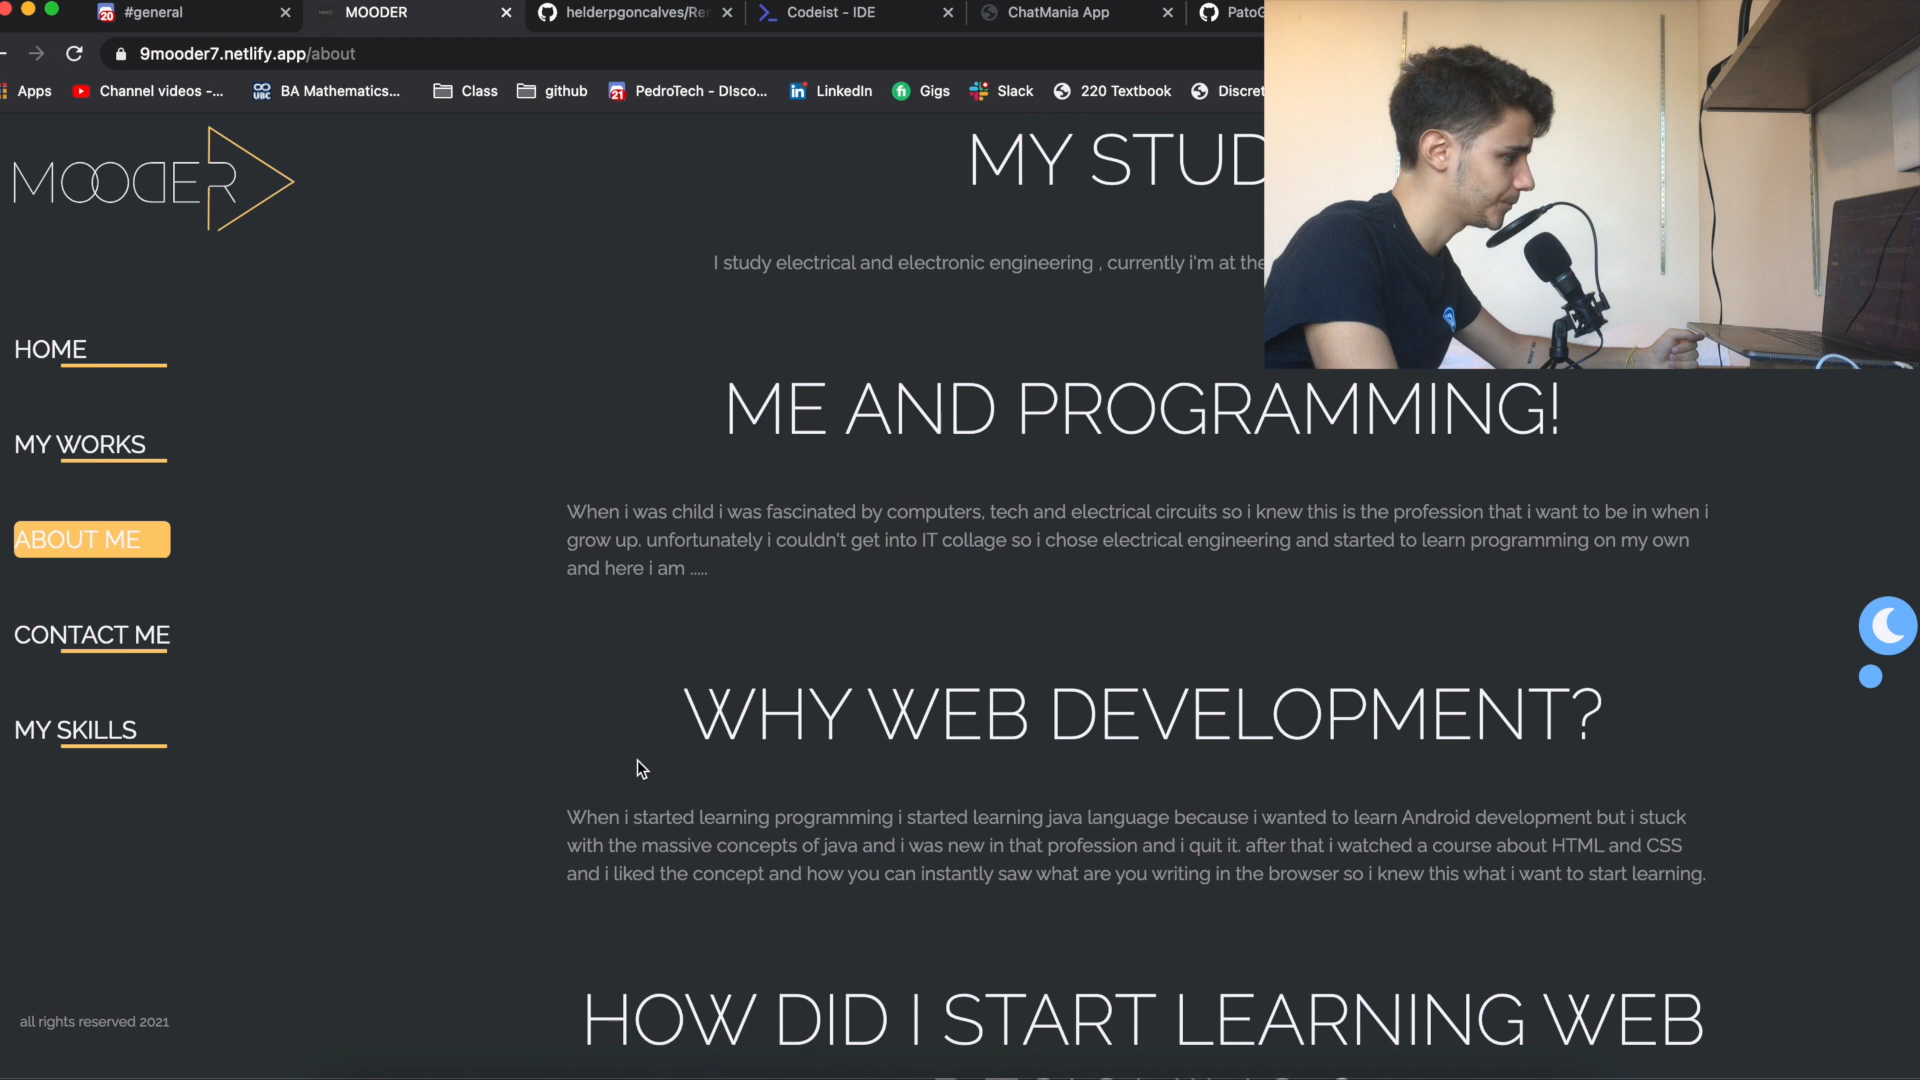 #general
MOODER
helderpgoncalves/Rer
Codeist - IDE
ChatMania App
PatoG
9mooder7.netlify.app/about
Apps
Channel videos -...
BA Mathematics...
Class
github
PedroTech - DIsco...
LinkedIn
Gigs
Slack
220 Textbook
Discret
MOODER
MY STUD
I study electrical and electronic engineering , currently i'm at the
HOME
MY WORKS
ABOUT ME
CONTACT ME
MY SKILLS
ME AND PROGRAMMING!
When i was child i was fascinated by computers, tech and electrical circuits so i knew this is the profession that i want to be in when i
grow up. unfortunately i couldn't get into IT collage so i chose electrical engineering and started to learn programming on my own
and here i am .....
WHY WEB DEVELOPMENT?
When i started learning programming i started learning java language because i wanted to learn Android development but i stuck
with the massive concepts of java and i was new in that profession and i quit it. after that i watched a course about HTML and CSS
and i liked the concept and how you can instantly saw what are you writing in the browser so i knew this what i want to start learning.
HOW DID I START LEARNING WEB
all rights reserved 2021